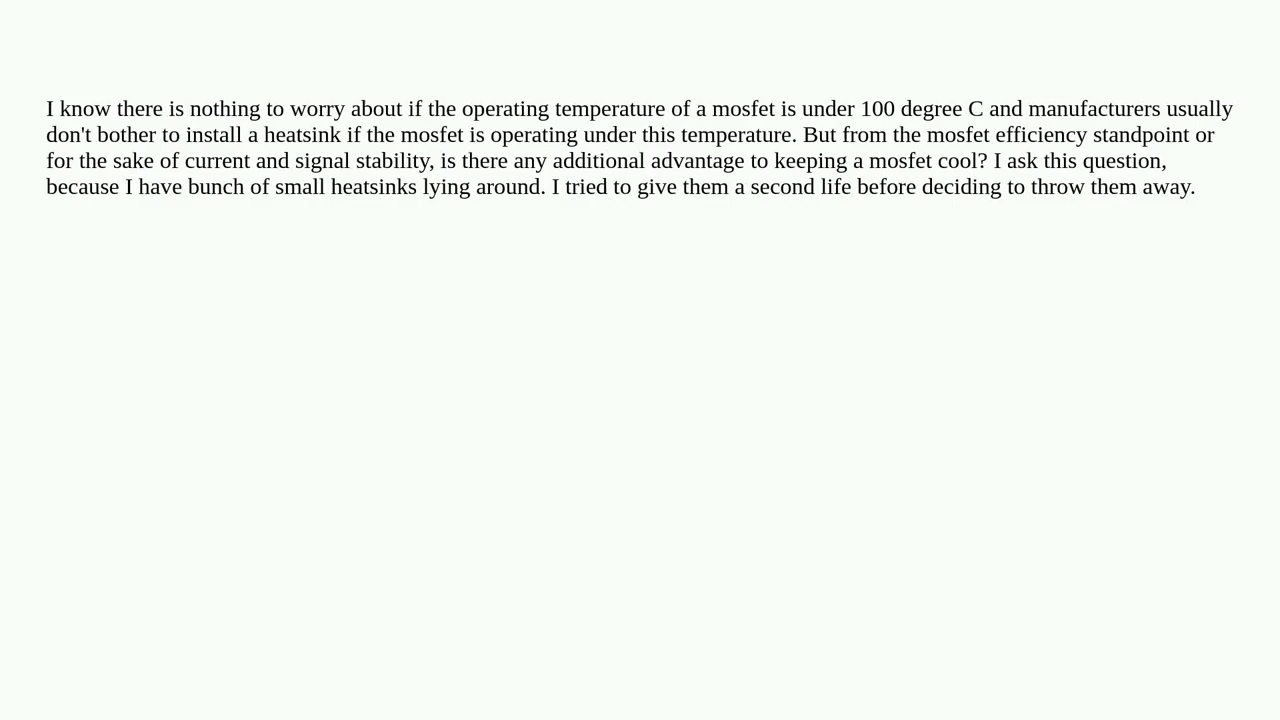 I know there is nothing to worry about if the operating temperature of a mosfet is under 100 degree C and manufacturers usually
don't bother to install a heatsink if the mosfet is operating under this temperature. But from the mosfet efficiency standpoint or
for the sake of current and signal stability, is there any additional advantage to keeping a mosfet cool? I ask this question,
because I have bunch of small heatsinks lying around. I tried to give them a second life before deciding to throw them away.